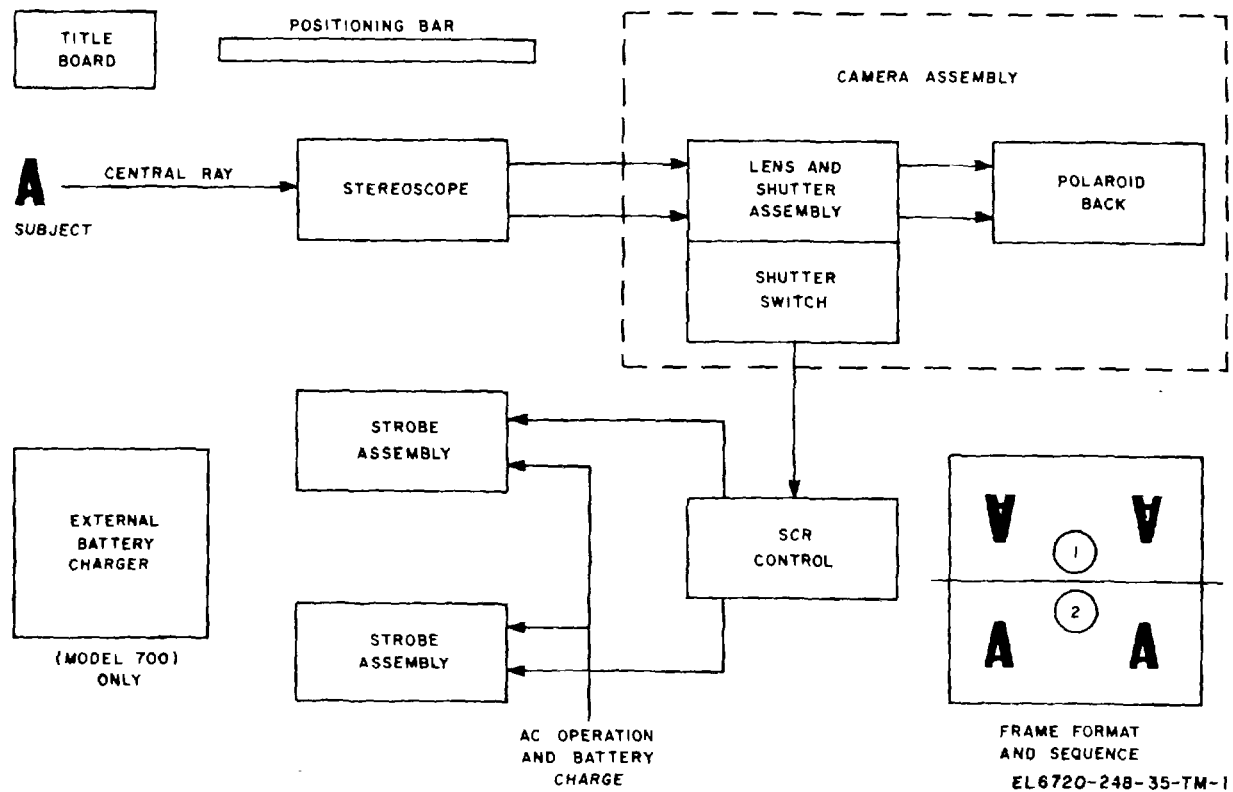 TITLE
BOARD
POSITIONING BAR
CAMERA ASSEMBLY
A
SUBJECT
CENTRAL RAY
STEREOSCOPE
LENS AND
SHUTTER
ASSEMBLY
POLAROID
BACK
SHUTTER
SWITCH
STROBE
ASSEMBLY
EXTERNAL
BATTERY
CHARGER
(MODEL 700)
ONLY
STROBE
ASSEMBLY
SCR
CONTROL
AC OPERATION
AND BATTERY
CHARGE
A A
1
2
A A
FRAME FORMAT
AND SEQUENCE
EL6720-248-35-TM-1